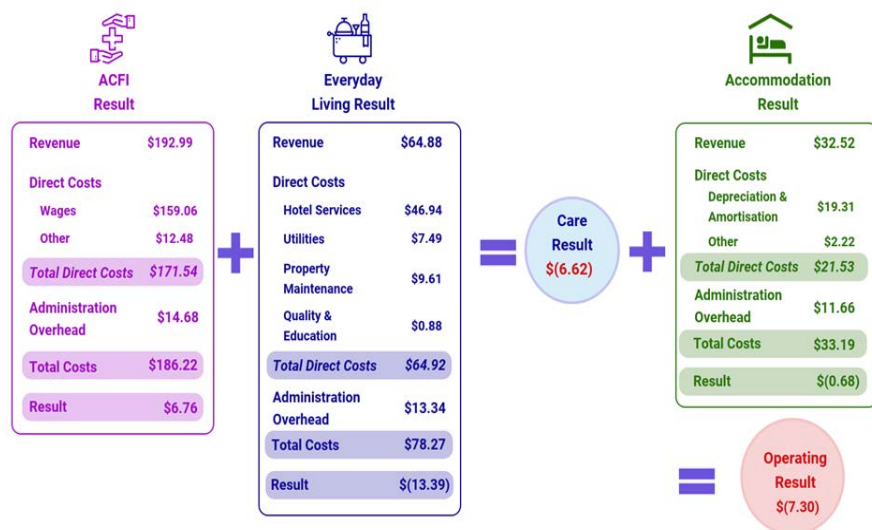 ACFI
Result
Revenue $192.99
Direct Costs
Wages $159.06
Other $12.48
Total Direct Costs $171.54
Administration
Overhead $14.68
Total Costs $186.22
Result $6.76
Everyday
Living Result
Revenue $64.88
Direct Costs
Hotel Services $46.94
Utilities $7.49
Property
Maintenance $9.61
Quality &
Education $0.88
Total Direct Costs $64.92
Administration
Overhead $13.34
Total Costs $78.27
Result $(13.39)
Care
Result
$(6.62)
Accommodation
Result
Revenue $32.52
Direct Costs
Depreciation &
Amortisation $19.31
Other $2.22
Total Direct Costs $21.53
Administration
Overhead $11.66
Total Costs $33.19
Result $(0.68)
Operating
Result
$(7.30)